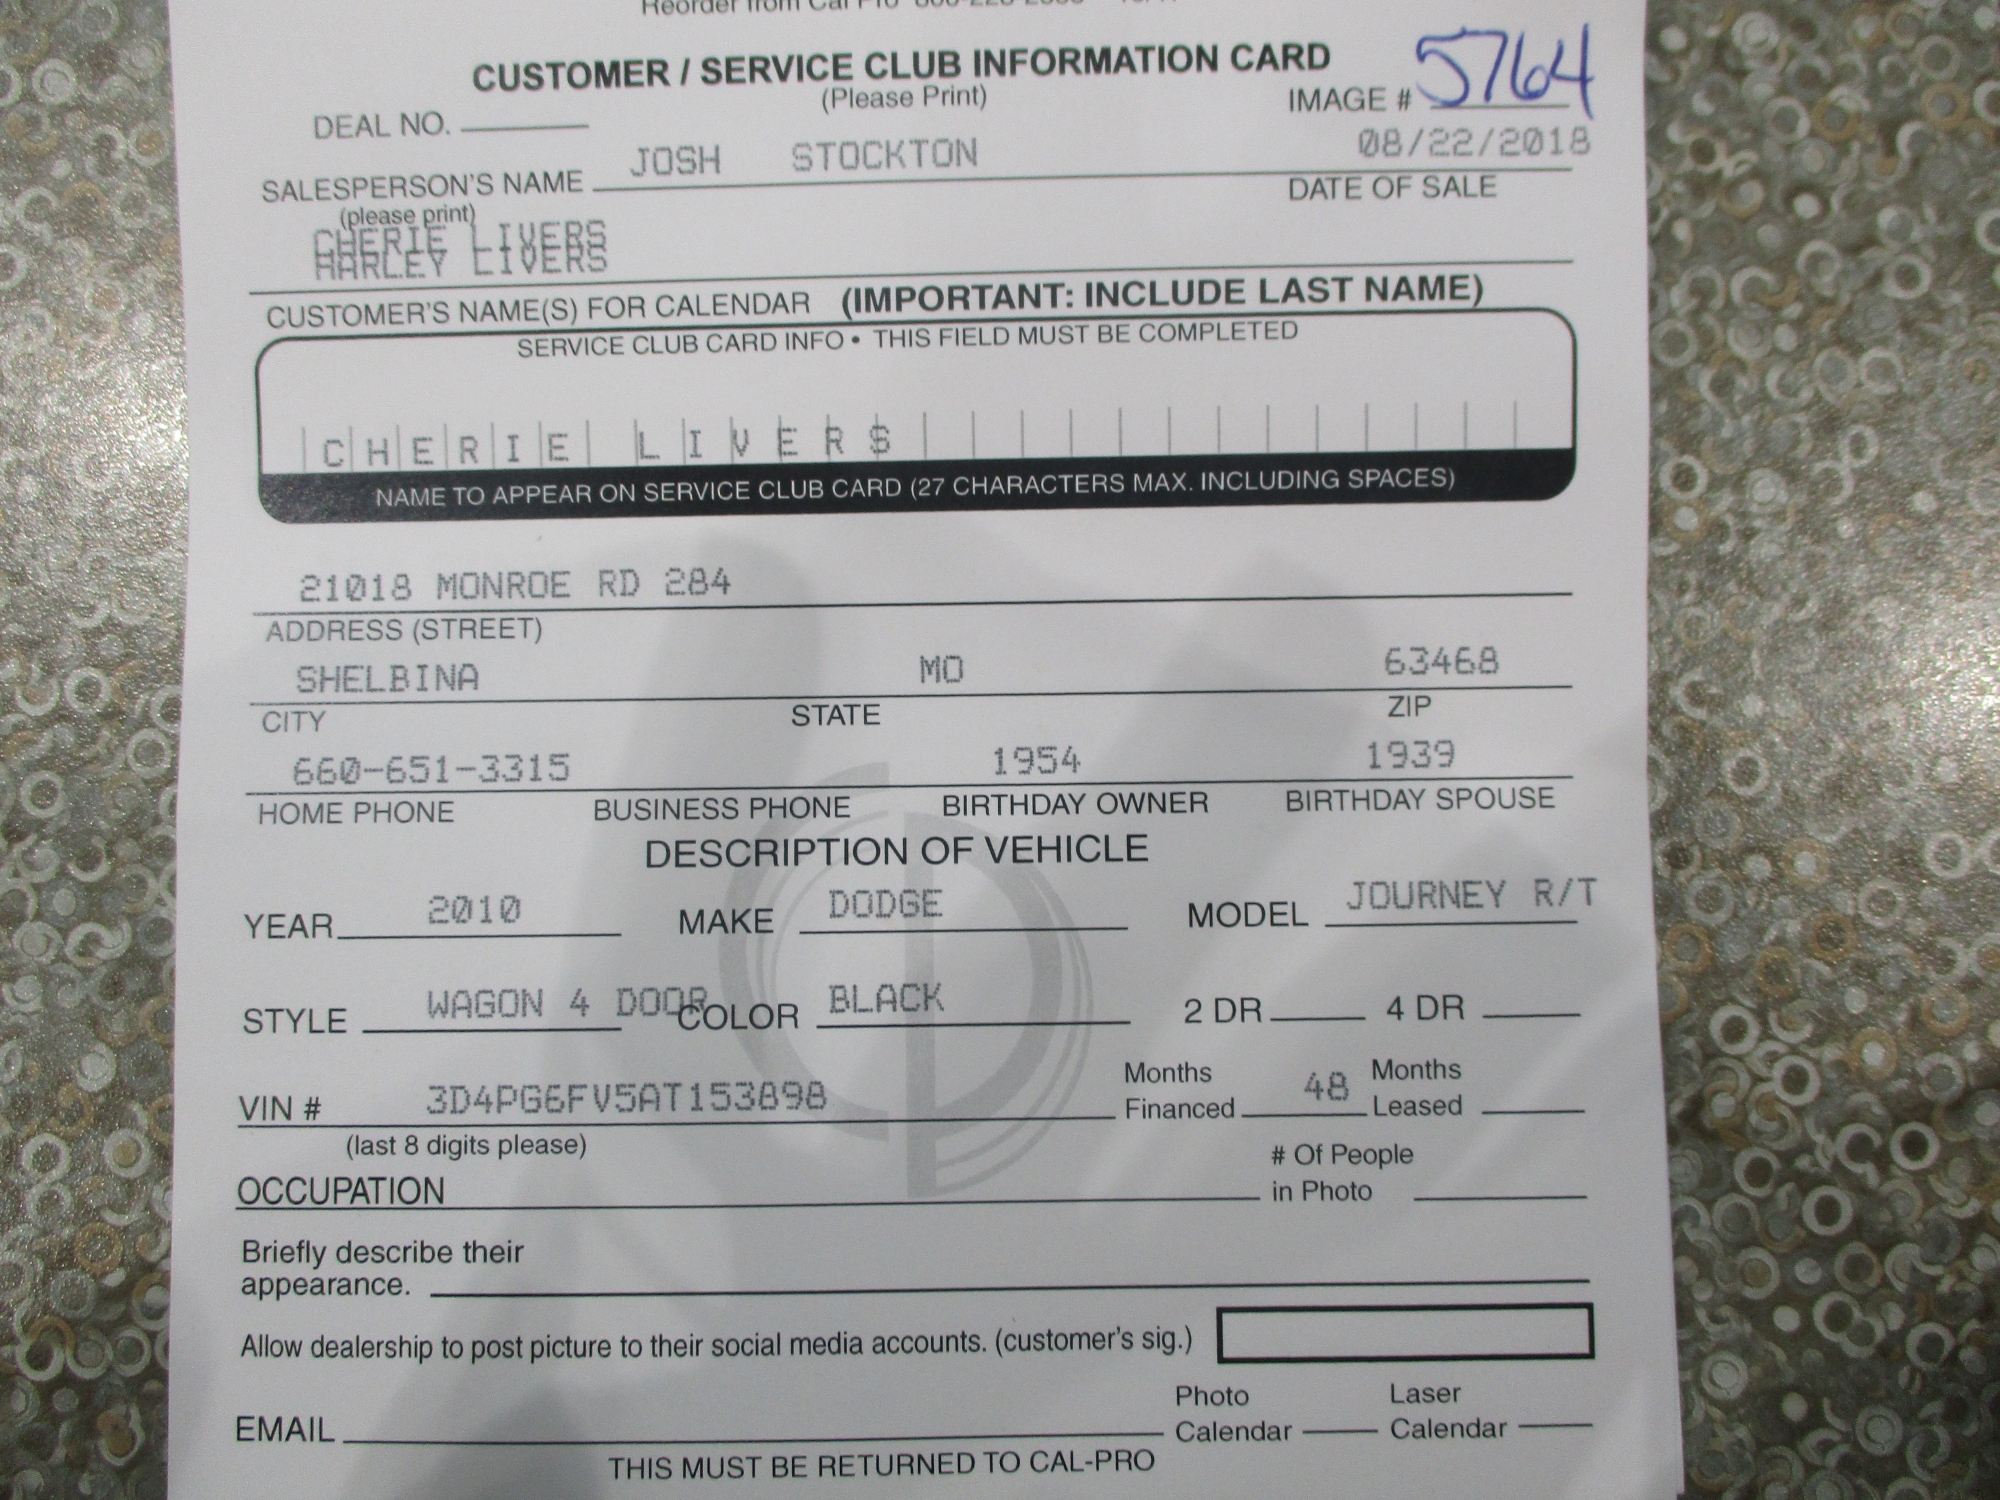 CUSTOMER / SERVICE CLUB INFORMATION CARD
(Please Print)
IMAGE # 5764
DEAL NO.
08/22/2018
SALESPERSON'S NAME JOSH STOCKTON
DATE OF SALE
(please print)
CHERIE LIVERS
HARLEY LIVERS
CUSTOMER'S NAME(S) FOR CALENDAR (IMPORTANT: INCLUDE LAST NAME)
SERVICE CLUB CARD INFO • THIS FIELD MUST BE COMPLETED
CHERIE LIVERS
NAME TO APPEAR ON SERVICE CLUB CARD (27 CHARACTERS MAX. INCLUDING SPACES)
21018 MONROE RD 284
ADDRESS (STREET)
SHELBINA MO 63468
CITY STATE ZIP
660-651-3315 1954 1939
HOME PHONE BUSINESS PHONE BIRTHDAY OWNER BIRTHDAY SPOUSE
DESCRIPTION OF VEHICLE
YEAR 2010 MAKE DODGE MODEL JOURNEY R/T
STYLE WAGON 4 DOOR COLOR BLACK 2 DR 4 DR
VIN # 3D4PG6FV5AT153898 Months Financed 48 Months Leased
(last 8 digits please)
OCCUPATION # Of People in Photo
Briefly describe their
appearance.
Allow dealership to post picture to their social media accounts. (customer's sig.)
EMAIL Photo Calendar Laser Calendar
THIS MUST BE RETURNED TO CAL-PRO